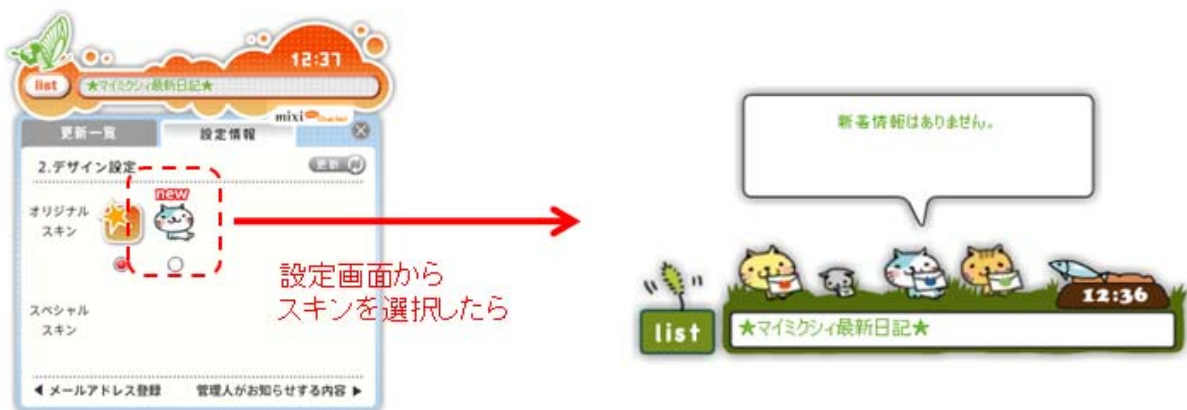 12:37
list
★マイミクシィ最新日記★
mixi
更新一覧
設定情報
2.デザイン設定
更新
new
オリジナル
スキン
スペシャル
スキン
◀ メールアドレス登録
管理人がお知らせする内容 ▶
設定画面から
スキンを選択したら
新着情報はありません。
12:36
list
★マイミクシィ最新日記★